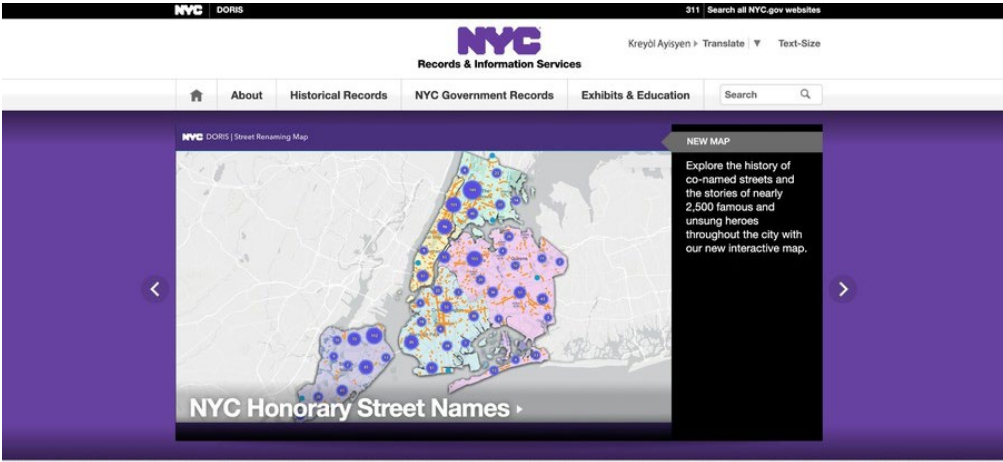 NYC DORIS 311 Search all NYC.gov websites
NYC
Records & Information Services
Kreyòl Ayisyen Translate ▼ Text-Size
About Historical Records NYC Government Records Exhibits & Education Search
NYC DORIS | Street Renaming Map
NEW MAP
Explore the history of
co-named streets and
the stories of nearly
2,500 famous and
unsung heroes
throughout the city with
our new interactive map.
NYC Honorary Street Names